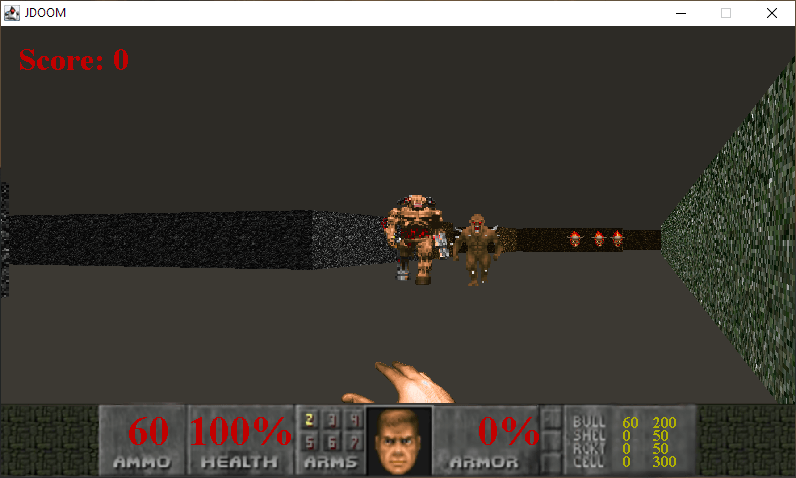 JDOOM
Score: 0
60 100% 2 3 4 0% BULL 60 200
SHEL 0 50
5 6 7 RCKT 0 50
AMMO HEALTH ARMS ARMOR CELL 0 300